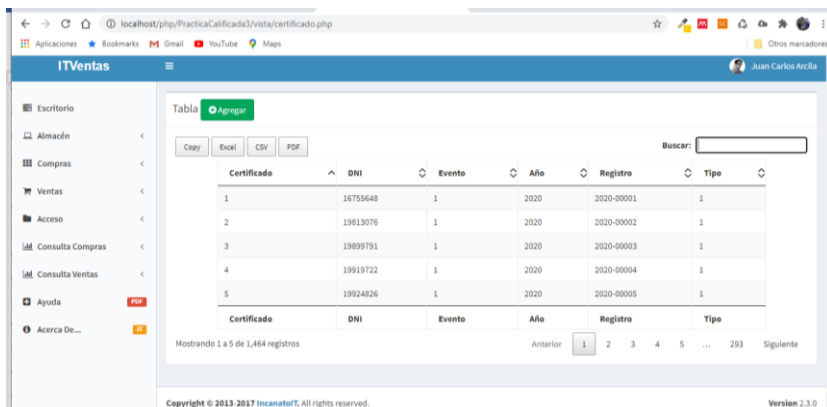 localhost/php/PracticaCalificada3/vista/certificado.php
Aplicaciones Bookmarks Gmail YouTube Maps Otros marcadores
ITVentas Juan Carlos Arcila
Escritorio
Almacén
Compras
Ventas
Acceso
Consulta Compras
Consulta Ventas
Ayuda PDF
Acerca De... IT
Tabla Agregar
Copy Excel CSV PDF Buscar:
Certificado DNI Evento Año Registro Tipo
1 16755648 1 2020 2020-00001 1
2 19813076 1 2020 2020-00002 1
3 19899791 1 2020 2020-00003 1
4 19919722 1 2020 2020-00004 1
5 19924826 1 2020 2020-00005 1
Certificado DNI Evento Año Registro Tipo
Mostrando 1 a 5 de 1,464 registros Anterior 1 2 3 4 5 ... 293 Siguiente
Copyright © 2013-2017 IncanatoIT. All rights reserved. Version 2.3.0